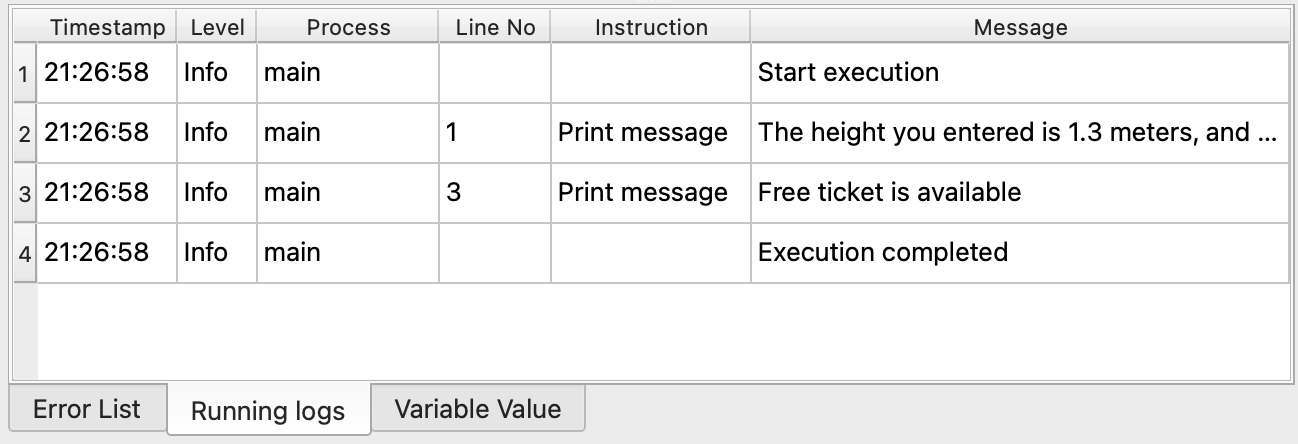 Timestamp Level Process Line No Instruction Message
1 21:26:58 Info main Start execution
2 21:26:58 Info main 1 Print message The height you entered is 1.3 meters, and ...
3 21:26:58 Info main 3 Print message Free ticket is available
4 21:26:58 Info main Execution completed
Error List Running logs Variable Value